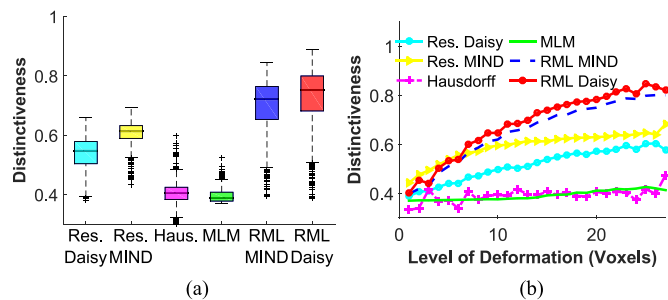 (a)
Distinctiveness
1
0.8
0.6
0.4
Res. Daisy
Res. MIND
Haus.
MLM
RML MIND
RML Daisy
(b)
Distinctiveness
1
0.8
0.6
0.4
Res. Daisy
Res. MIND
Hausdorff
MLM
RML MIND
RML Daisy
0
10
20
Level of Deformation (Voxels)